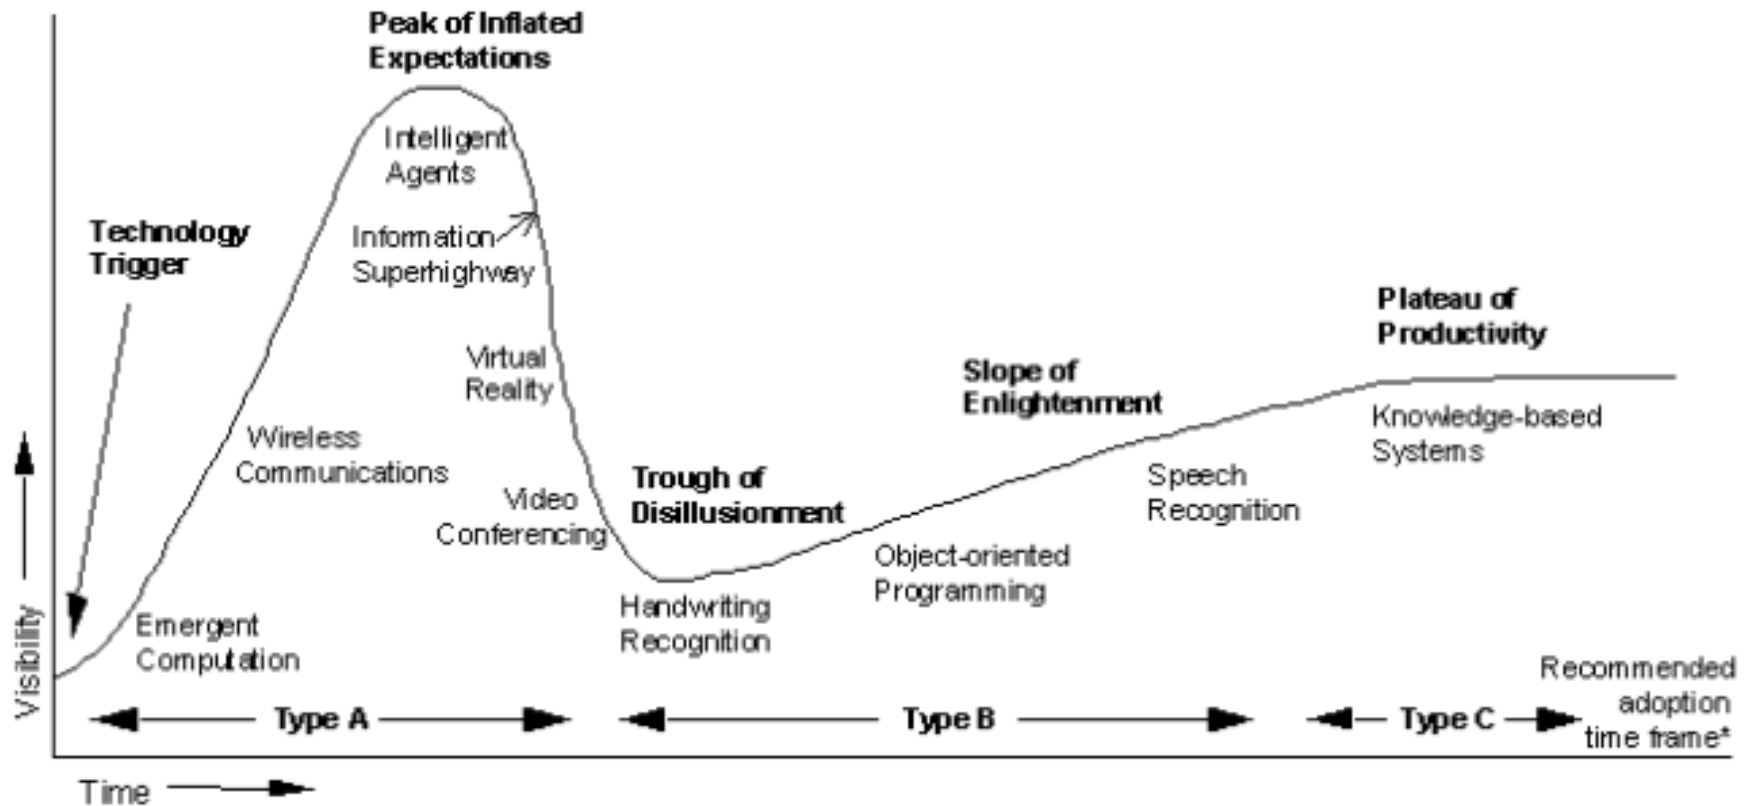 Peak of Inflated
Expectations
Intelligent
Agents
Technology
Trigger
Information
Superhighway
Plateau of
Productivity
Virtual
Reality
Slope of
Enlightenment
Knowledge-based
Systems
Wireless
Communications
Trough of
Disillusionment
Speech
Recognition
Video
Conferencing
Object-oriented
Programming
Handwriting
Recognition
Emergent
Computation
Visibility
Recommended
adoption
time frame*
Type A
Type B
Type C
Time